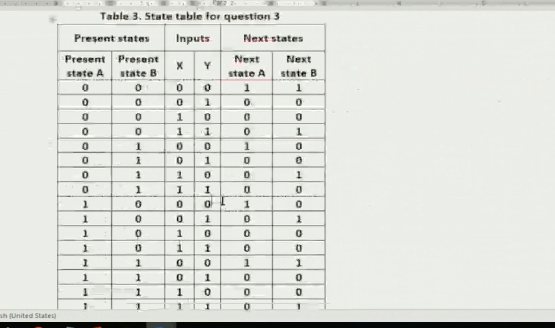 Table 3. State table for question 3
Present states Inputs Next states
Present state A Present state B X Y Next state A Next state B
0 0 0 0 1 1
0 0 0 1 0 0
0 0 1 0 0 0
0 0 1 1 0 1
0 1 0 0 1 0
0 1 0 1 0 0
0 1 1 0 0 1
0 1 1 1 0 0
1 0 0 0 1 0
1 0 0 1 0 1
1 0 1 0 0 0
1 0 1 1 0 0
1 1 0 0 1 1
1 1 0 1 0 0
1 1 1 0 0 0
1 1 1 1 0 1
sh (United States)